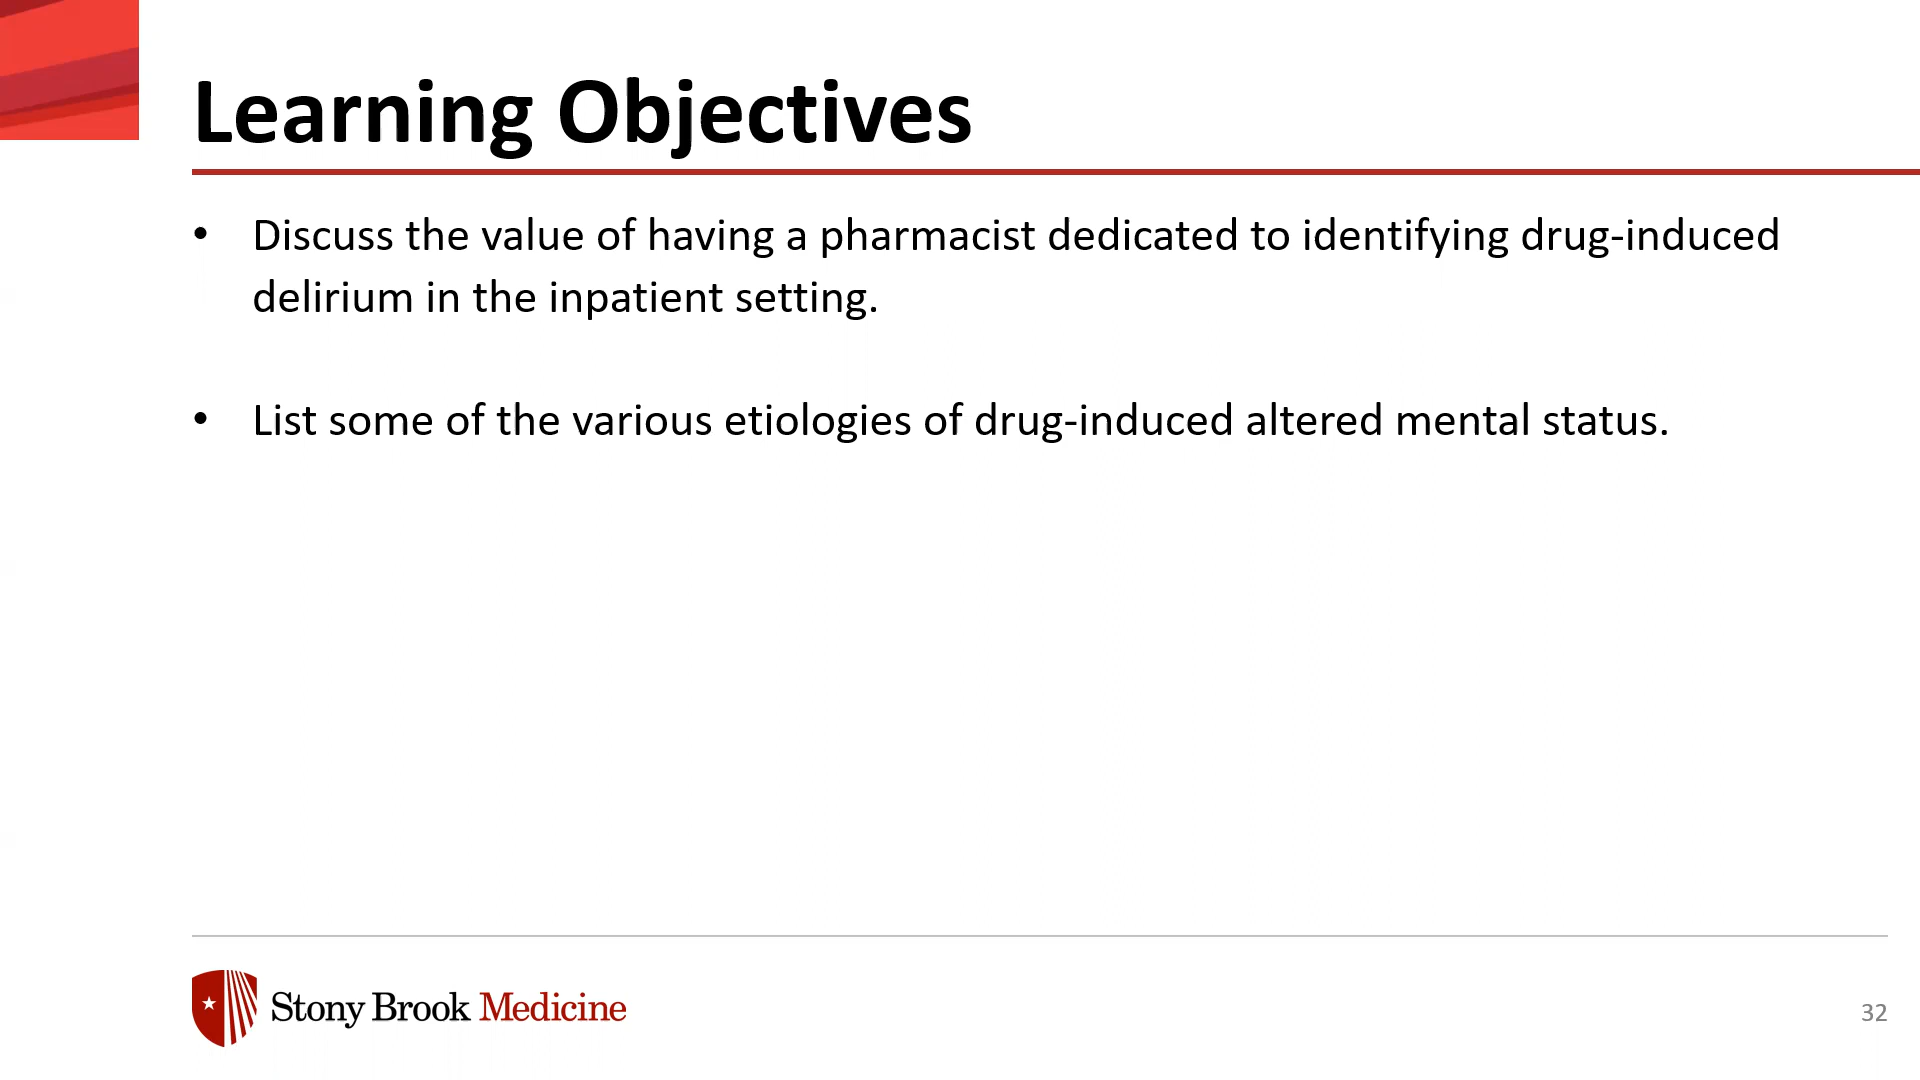 Learning Objectives
• Discuss the value of having a pharmacist dedicated to identifying drug-induced
delirium in the inpatient setting.
• List some of the various etiologies of drug-induced altered mental status.
Stony Brook Medicine
32